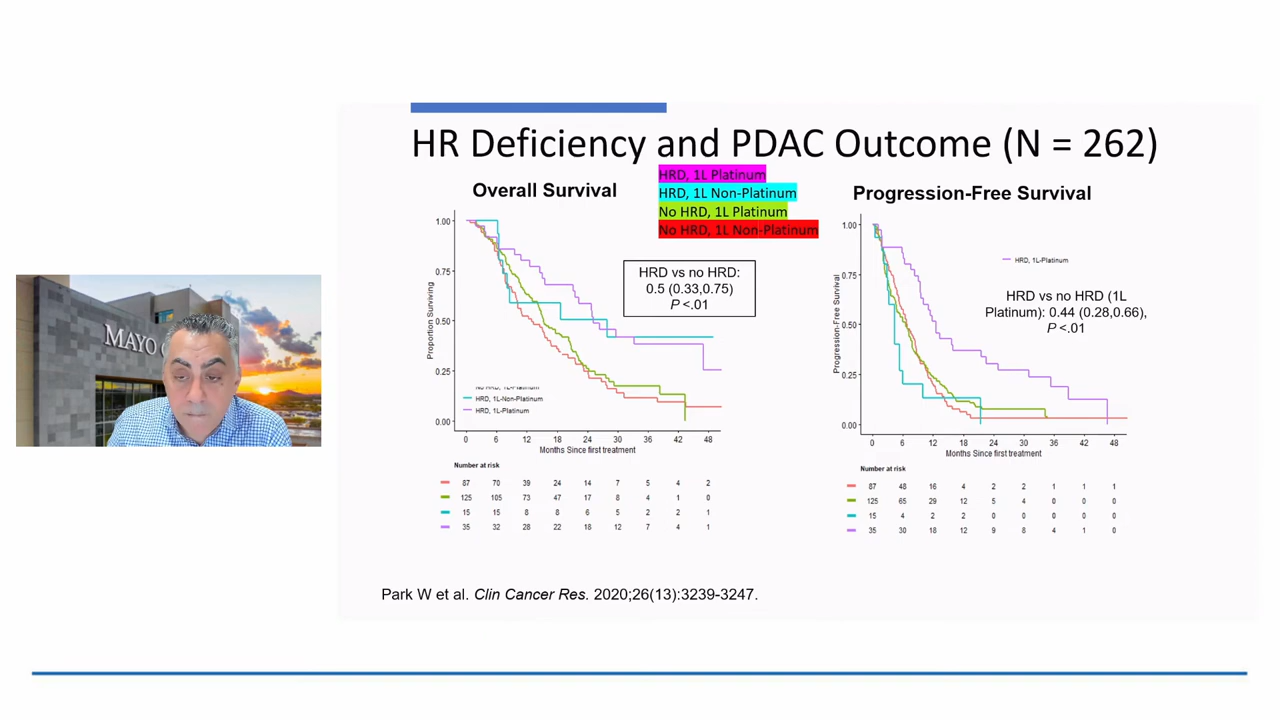 HR Deficiency and PDAC Outcome (N = 262)
HRD, 1L Platinum
HRD, 1L Non-Platinum
No HRD, 1L Platinum
No HRD, 1L Non-Platinum
Overall Survival
1.00
0.75
0.50
0.25
0.00
Proportion Surviving
HRD vs no HRD:
0.5 (0.33,0.75)
P <.01
No HRD, 1L-Platinum
HRD, 1L-Non-Platinum
HRD, 1L-Platinum
0 6 12 18 24 30 36 42 48
Months Since first treatment
Number at risk
87 70 39 24 14 7 5 4 2
125 105 73 47 17 8 4 1 0
15 15 8 8 6 5 2 2 1
35 32 28 22 18 12 7 4 1
Progression-Free Survival
1.00
0.75
0.50
0.25
0.00
Progression-Free Survival
HRD, 1L-Platinum
HRD vs no HRD (1L
Platinum): 0.44 (0.28,0.66),
P <.01
0 6 12 18 24 30 36 42 48
Months Since first treatment
Number at risk
87 48 16 4 2 2 1 1 1
125 65 29 12 5 4 0 0 0
15 4 2 2 0 0 0 0 0
35 30 18 12 9 8 4 1 0
MAYO
Park W et al. Clin Cancer Res. 2020;26(13):3239-3247.